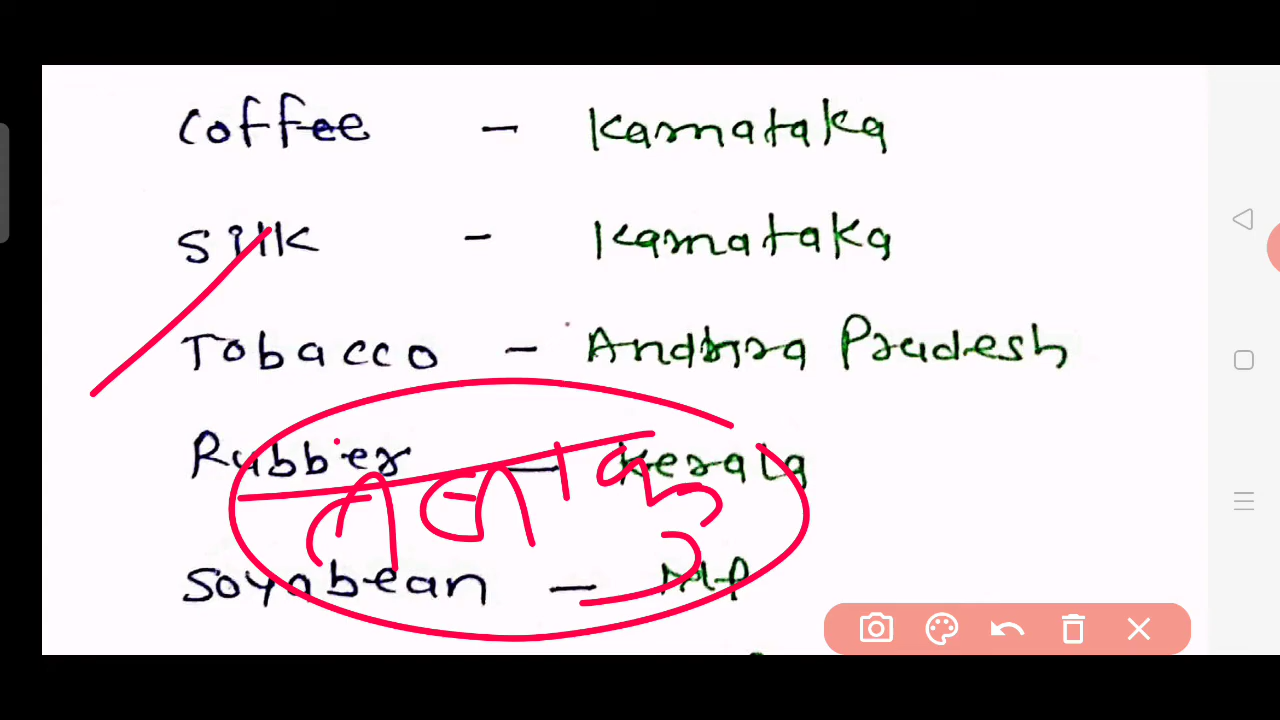 Coffee - Karnataka
Silk - Karnataka
Tobacco - Andhra Pradesh
Rubber - Kerala
Soyabean - MP